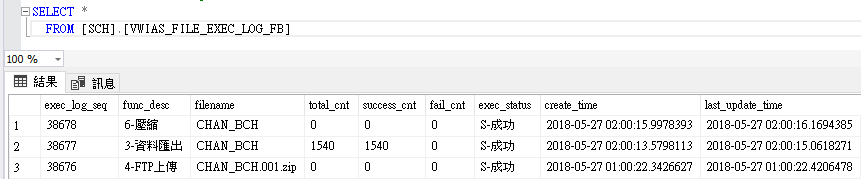 SELECT *
FROM [SCH].[VWIAS_FILE_EXEC_LOG_FB]
100 %
結果 訊息
exec_log_seq func_desc filename total_cnt success_cnt fail_cnt exec_status create_time last_update_time
1 38678 6-壓縮 CHAN_BCH 0 0 0 S-成功 2018-05-27 02:00:15.9978393 2018-05-27 02:00:16.1694385
2 38677 3-資料匯出 CHAN_BCH 1540 1540 0 S-成功 2018-05-27 02:00:13.5798113 2018-05-27 02:00:15.0618271
3 38676 4-FTP上傳 CHAN_BCH.001.zip 0 0 0 S-成功 2018-05-27 01:00:22.3426627 2018-05-27 01:00:22.4206478